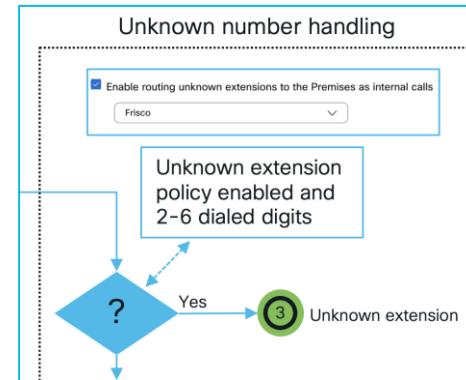 Unknown number handling
Enable routing unknown extensions to the Premises as internal calls
Frisco
Unknown extension
policy enabled and
2-6 dialed digits
?
Yes
3
Unknown extension